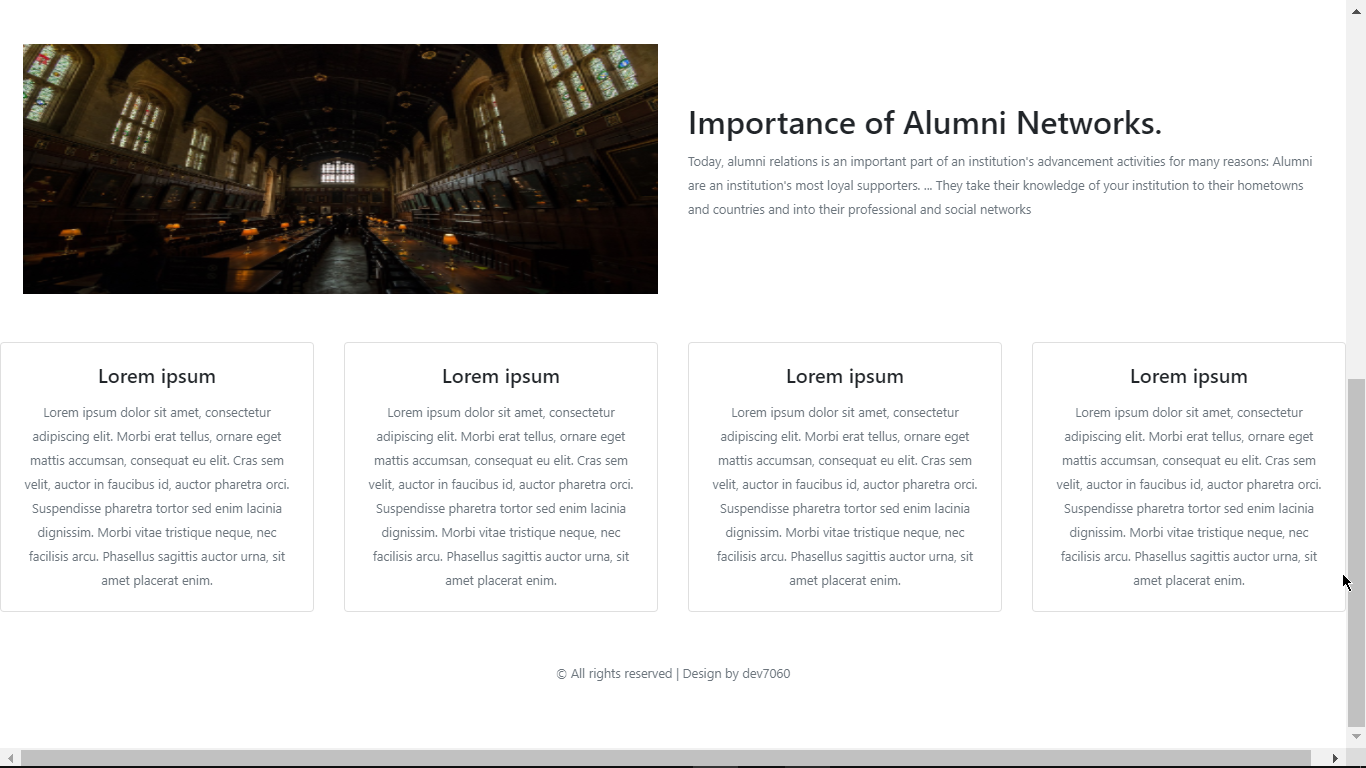 Importance of Alumni Networks.
Today, alumni relations is an important part of an institution's advancement activities for many reasons: Alumni
are an institution's most loyal supporters. ... They take their knowledge of your institution to their hometowns
and countries and into their professional and social networks
Lorem ipsum
Lorem ipsum dolor sit amet, consectetur
adipiscing elit. Morbi erat tellus, ornare eget
mattis accumsan, consequat eu elit. Cras sem
velit, auctor in faucibus id, auctor pharetra orci.
Suspendisse pharetra tortor sed enim lacinia
dignissim. Morbi vitae tristique neque, nec
facilisis arcu. Phasellus sagittis auctor urna, sit
amet placerat enim.
Lorem ipsum
Lorem ipsum dolor sit amet, consectetur
adipiscing elit. Morbi erat tellus, ornare eget
mattis accumsan, consequat eu elit. Cras sem
velit, auctor in faucibus id, auctor pharetra orci.
Suspendisse pharetra tortor sed enim lacinia
dignissim. Morbi vitae tristique neque, nec
facilisis arcu. Phasellus sagittis auctor urna, sit
amet placerat enim.
Lorem ipsum
Lorem ipsum dolor sit amet, consectetur
adipiscing elit. Morbi erat tellus, ornare eget
mattis accumsan, consequat eu elit. Cras sem
velit, auctor in faucibus id, auctor pharetra orci.
Suspendisse pharetra tortor sed enim lacinia
dignissim. Morbi vitae tristique neque, nec
facilisis arcu. Phasellus sagittis auctor urna, sit
amet placerat enim.
Lorem ipsum
Lorem ipsum dolor sit amet, consectetur
adipiscing elit. Morbi erat tellus, ornare eget
mattis accumsan, consequat eu elit. Cras sem
velit, auctor in faucibus id, auctor pharetra orci.
Suspendisse pharetra tortor sed enim lacinia
dignissim. Morbi vitae tristique neque, nec
facilisis arcu. Phasellus sagittis auctor urna, sit
amet placerat enim.
© All rights reserved | Design by dev7060